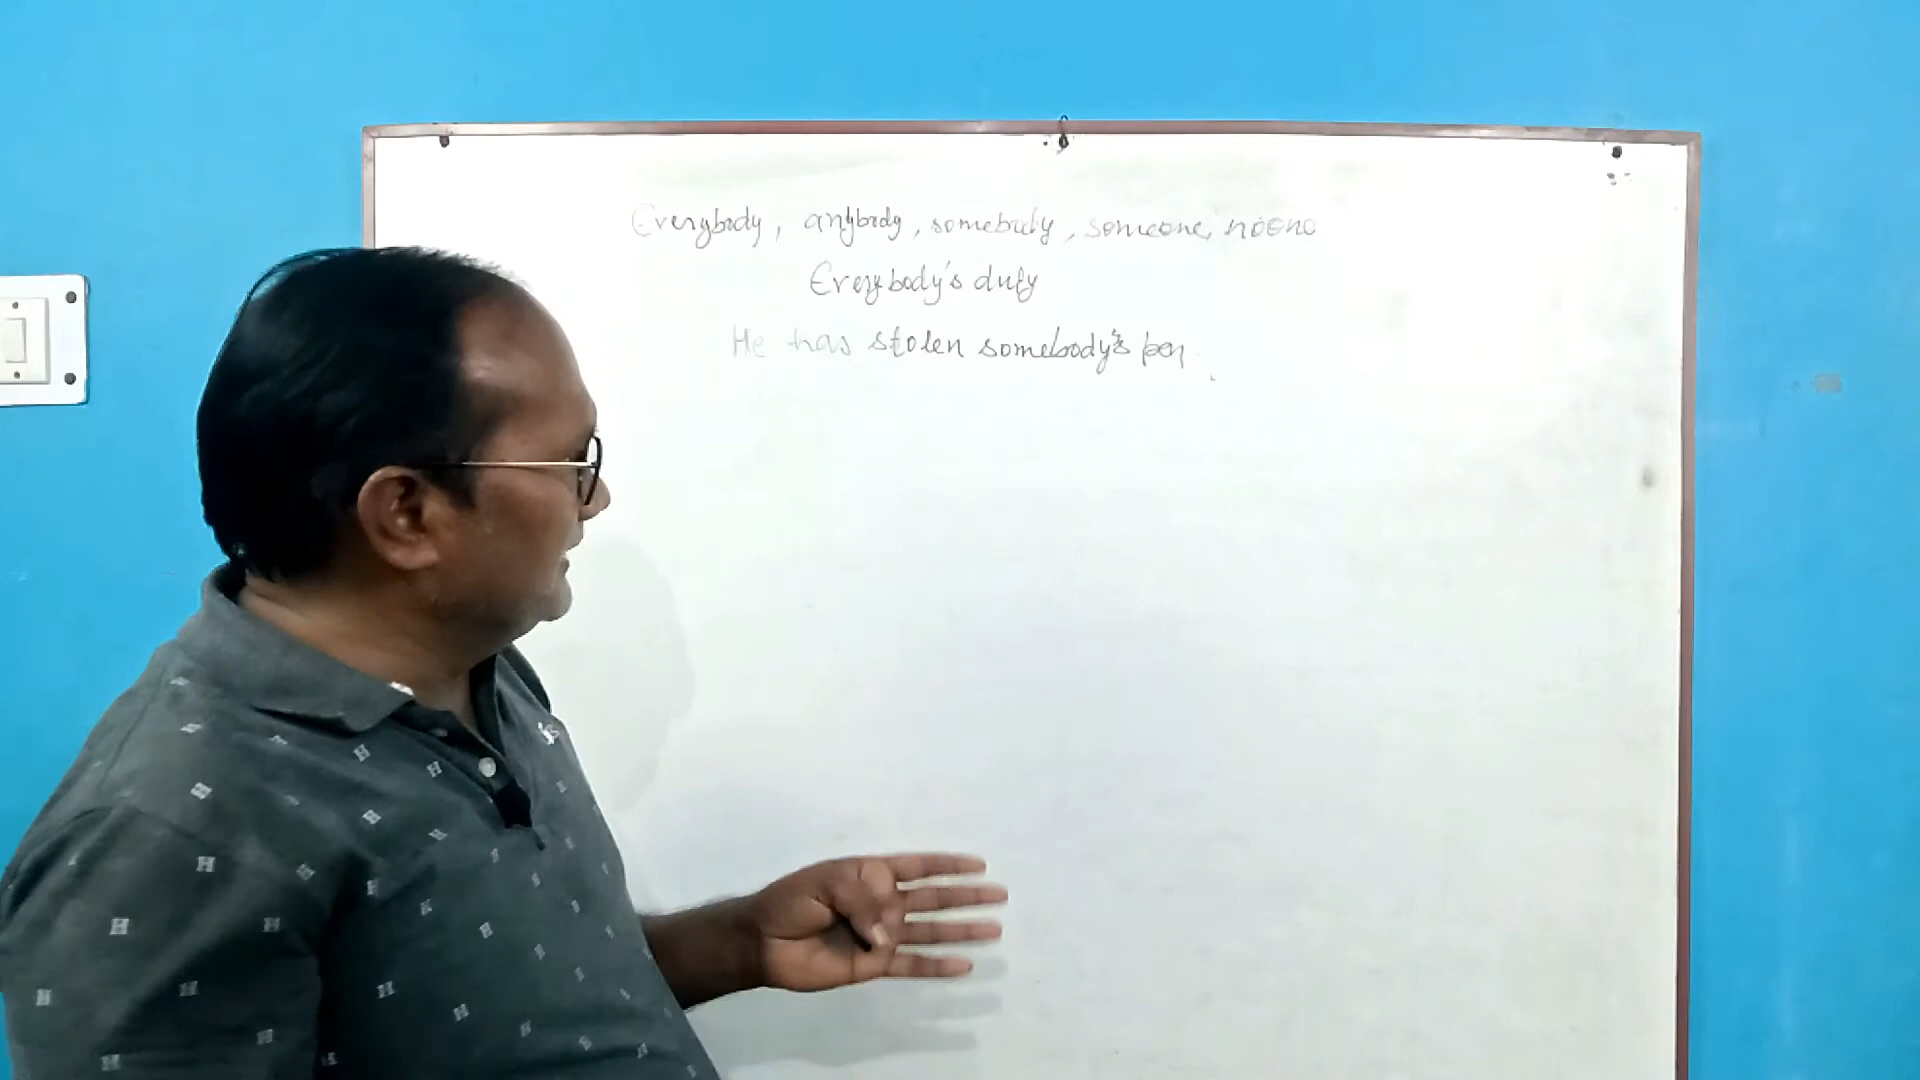 Everybody, anybody, somebody, someone, noone
Everybody's duty
He has stolen somebody's pen.